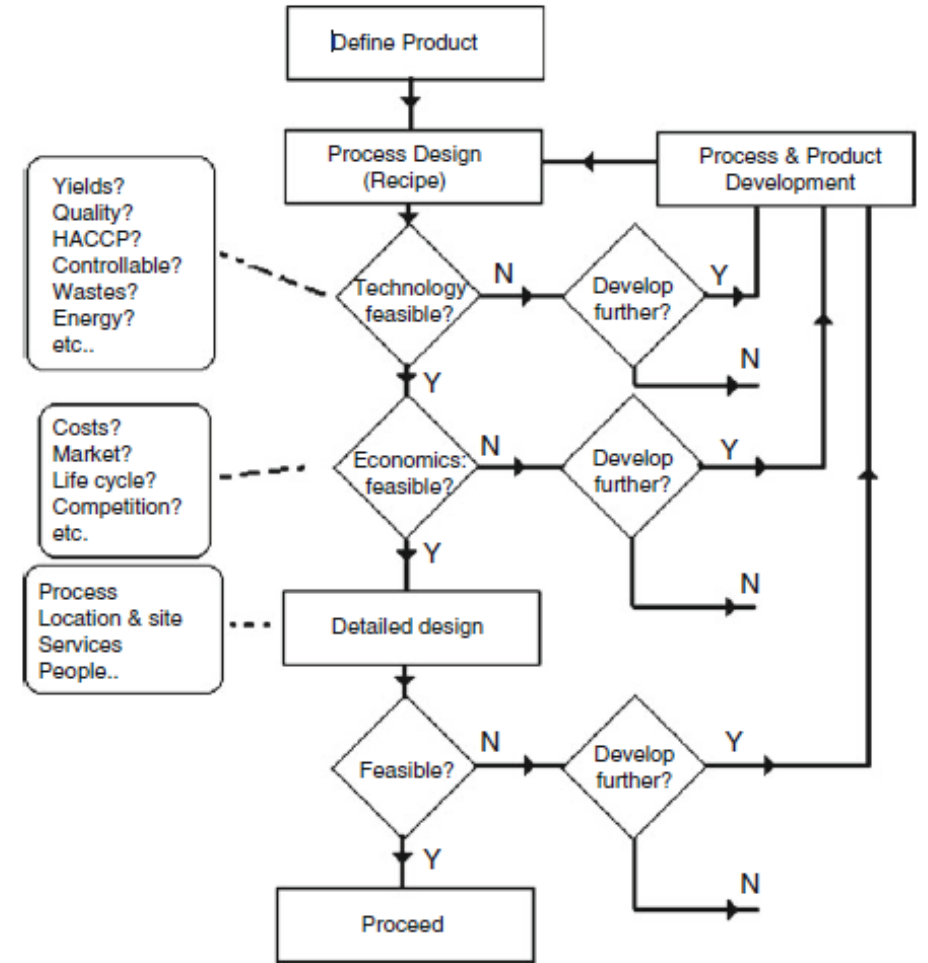 Define Product
Process Design
(Recipe)
Process & Product
Development
Yields?
Quality?
HACCP?
Controllable?
Wastes?
Energy?
etc..
Technology
feasible?
N
Develop
further?
Y
N
Y
Costs?
Market?
Life cycle?
Competition?
etc.
Economics:
feasible?
N
Develop
further?
Y
N
Y
Process
Location & site
Services
People..
Detailed design
Feasible?
N
Develop
further?
Y
N
Y
Proceed